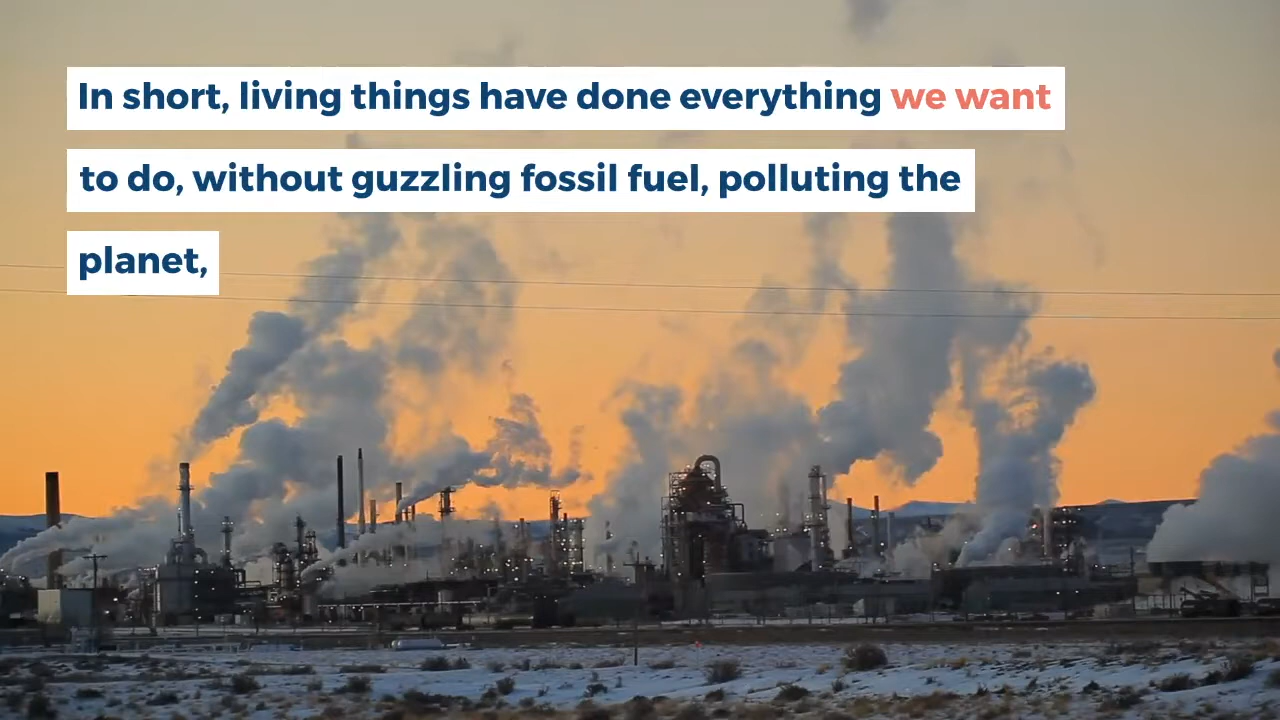 In short, living things have done everything we want
to do, without guzzling fossil fuel, polluting the
planet,